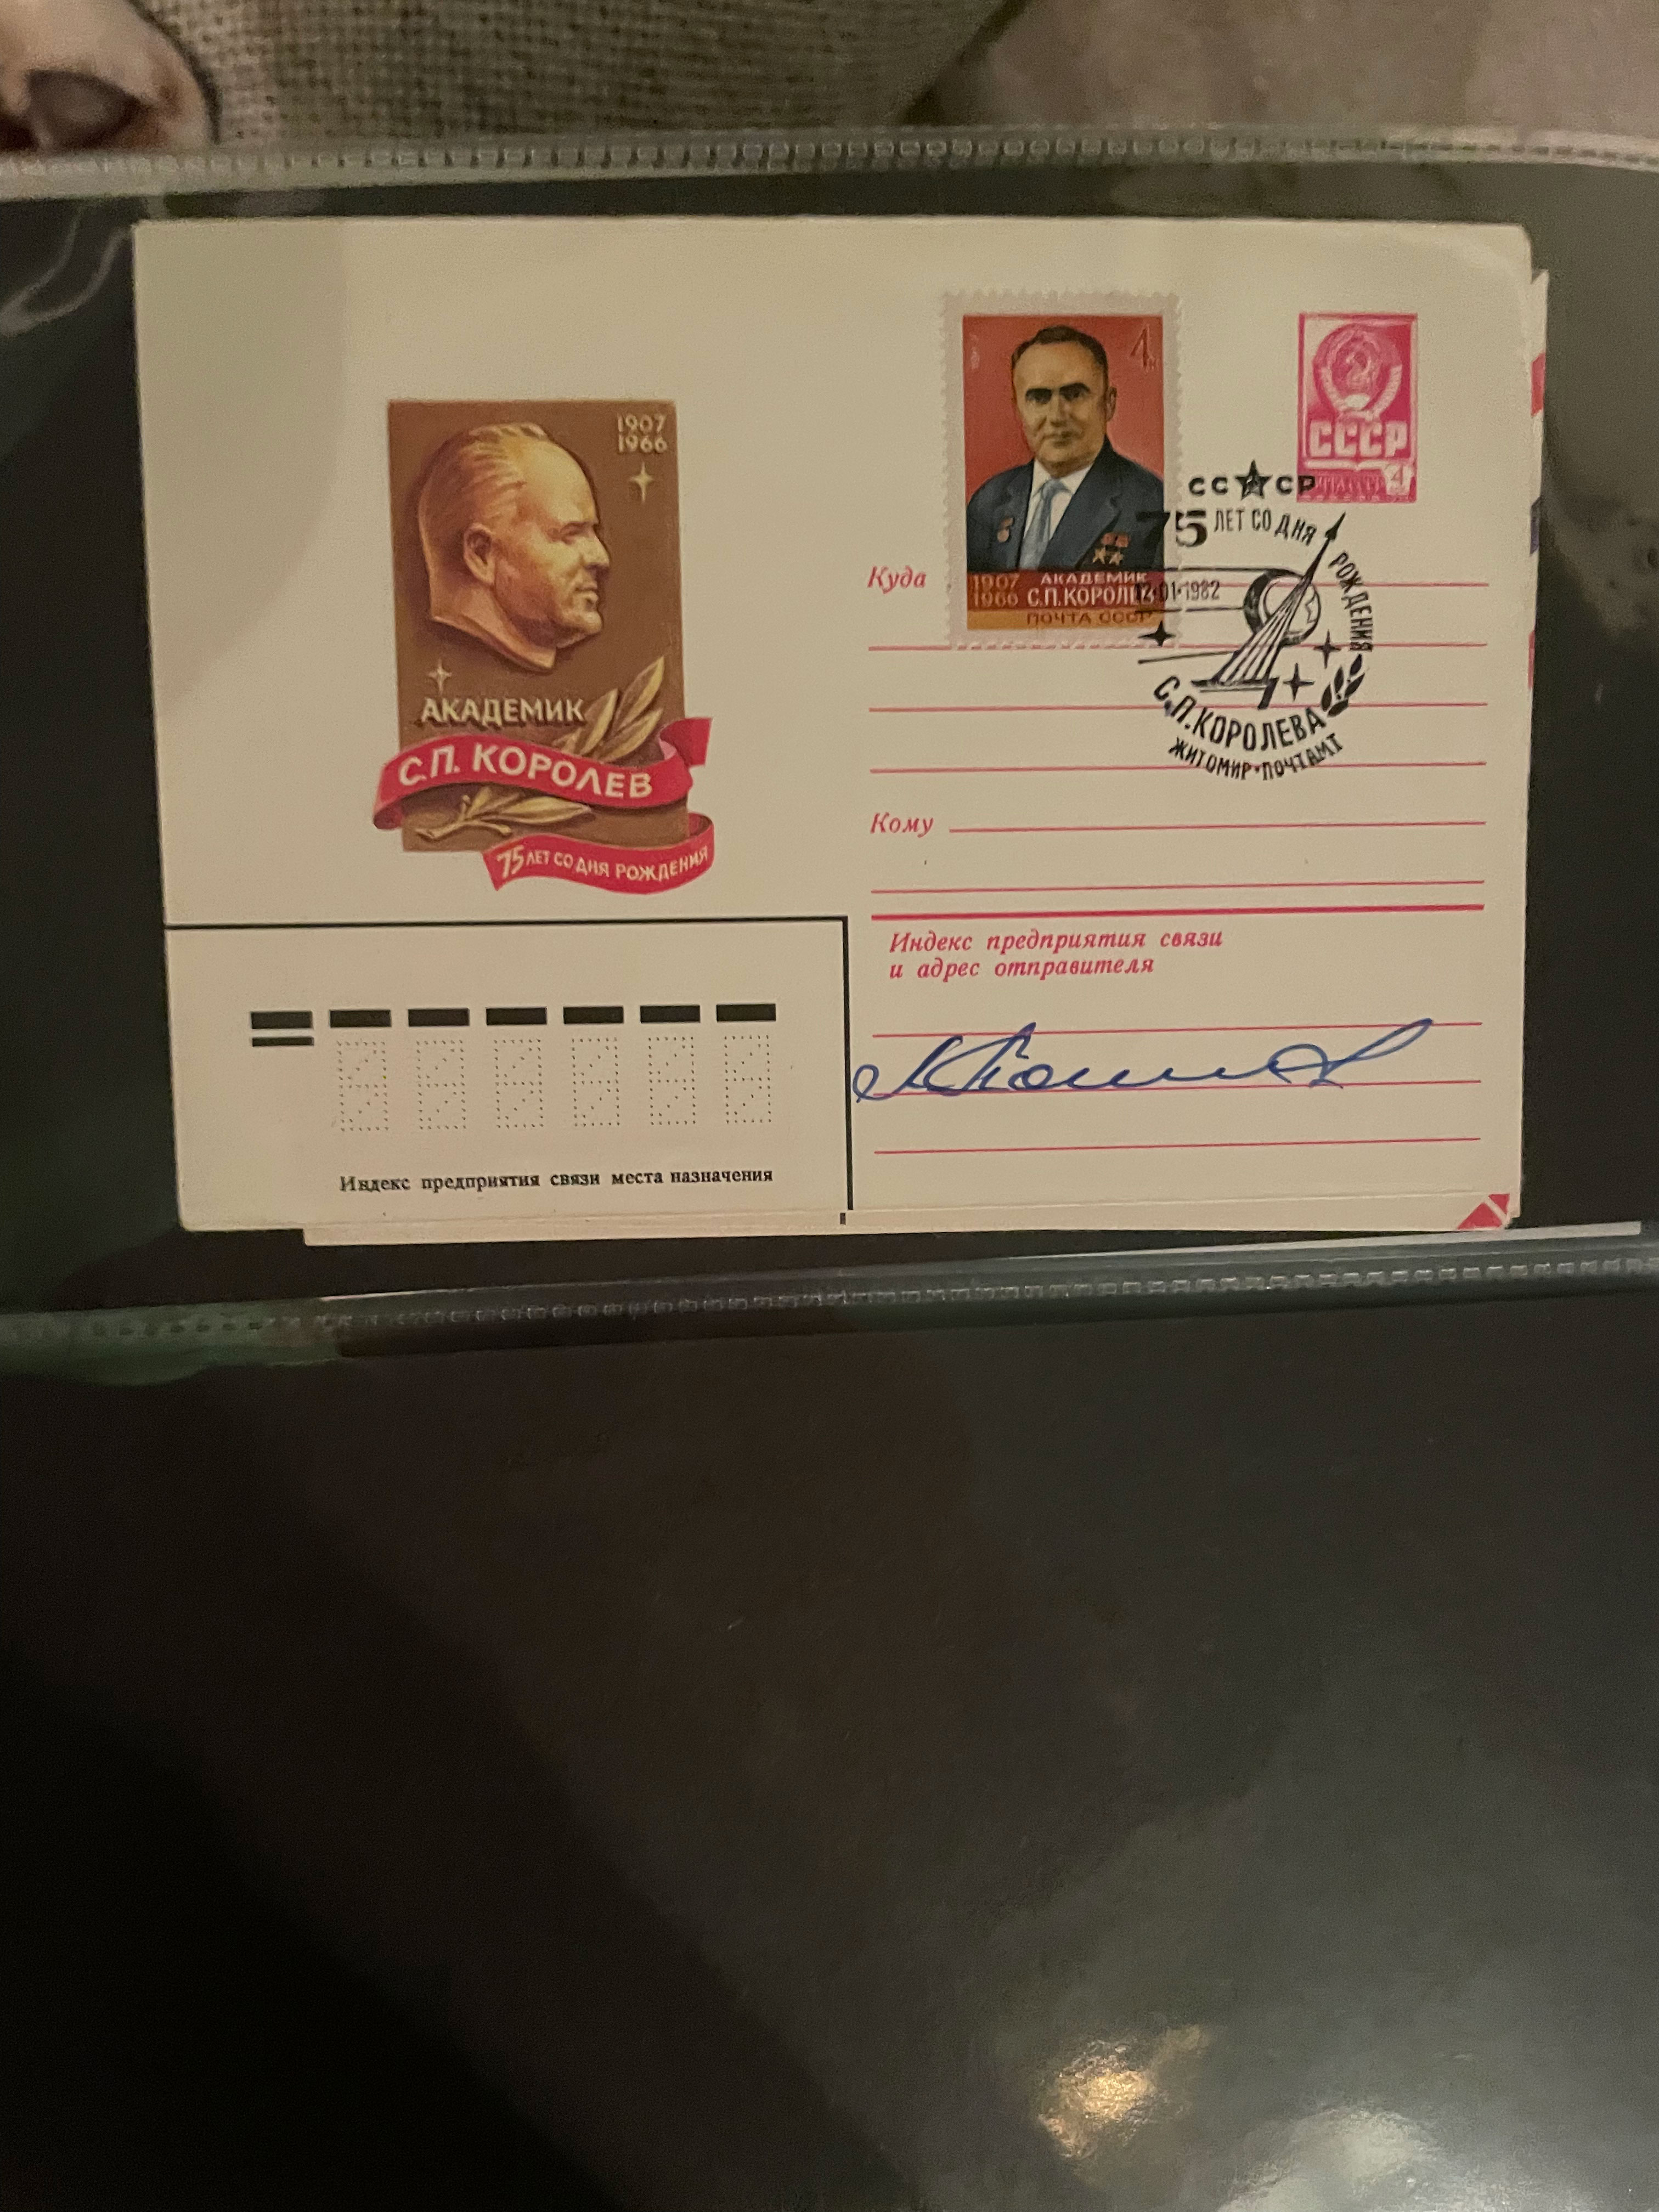 1907
1966
АКАДЕМИК
С.П. КОРОЛЕВ
75 ЛЕТ СО ДНЯ РОЖДЕНИЯ
4к
1907
1966
АКАДЕМИК
С.П.КОРОЛЕВ
ПОЧТА СССР
СССР
4
СССР
75 ЛЕТ СО ДНЯ РОЖДЕНИЯ
12·01·1982
С.П.КОРОЛЕВА
ЖИТОМИР·ПОЧТАМТ
Куда
Кому
Индекс предприятия связи
и адрес отправителя
Индекс предприятия связи места назначения